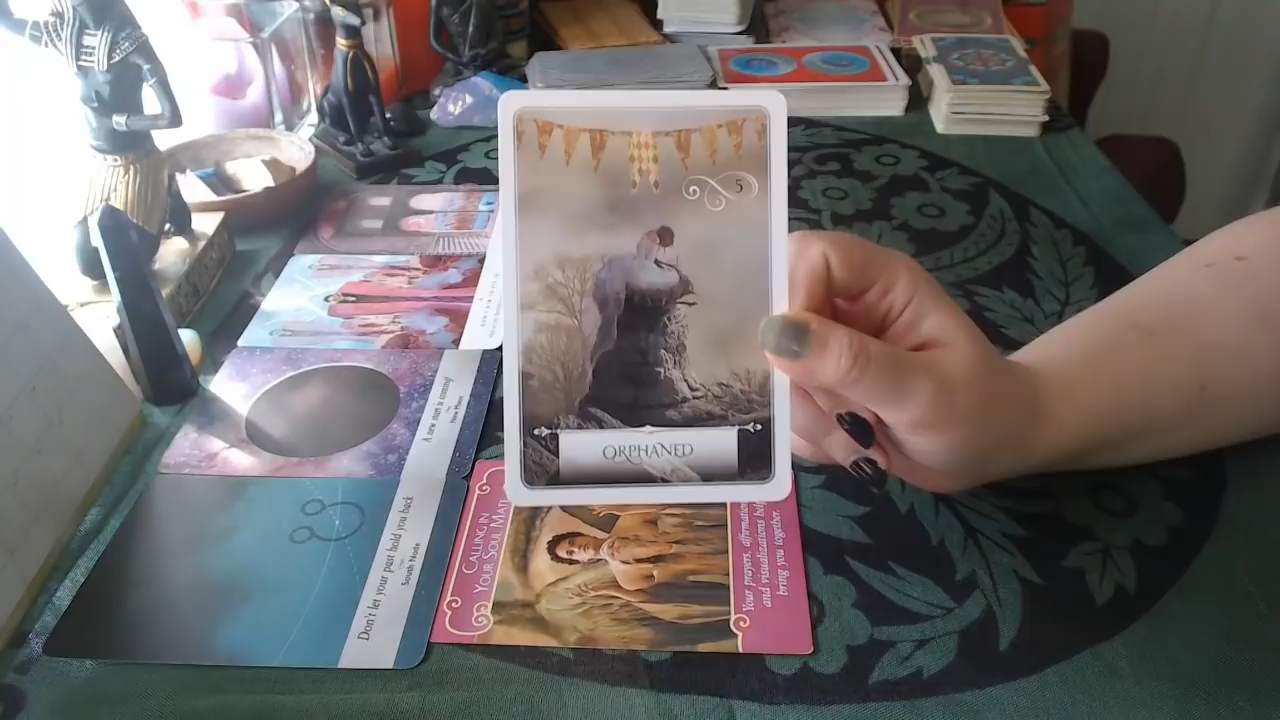 5
ORPHANED
A new start is coming!
New Moon
Don't let your past hold you back
South Node
CALLING IN
YOUR SOUL MATE
Your prayers, affirmations
and visualizations help
bring you together.